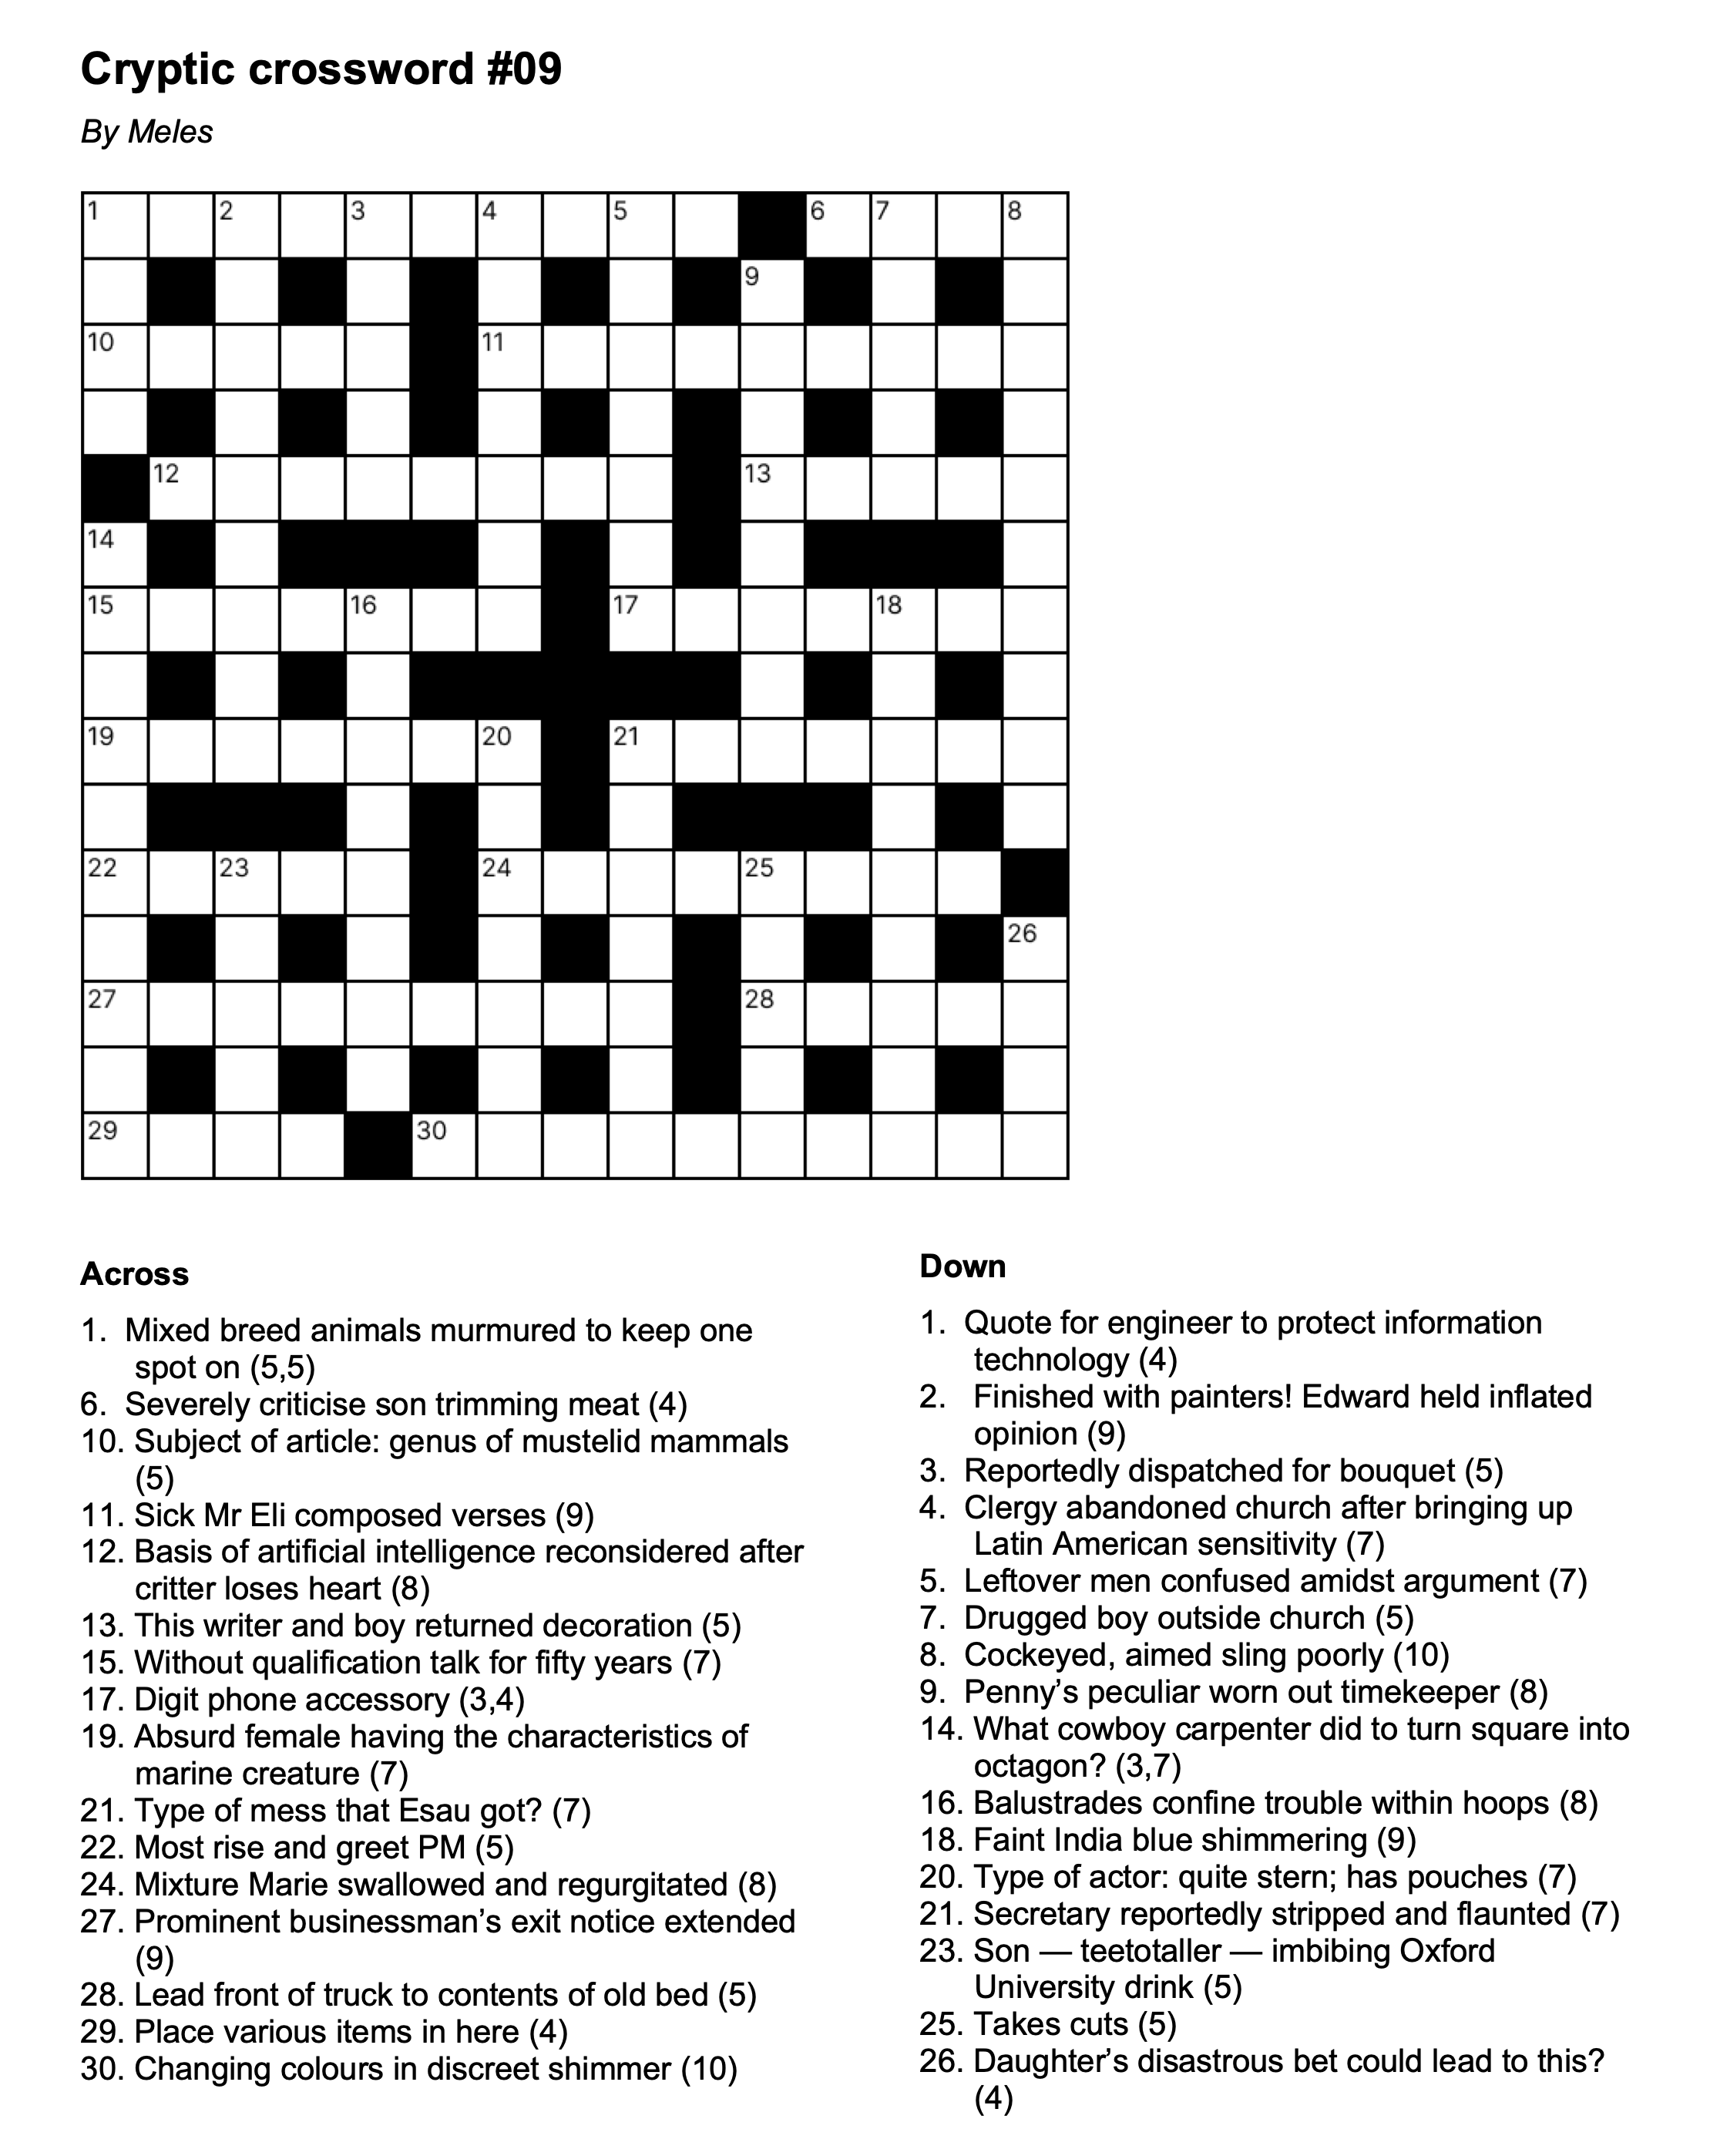 Cryptic crossword #09
By Meles
1 2 3 4 5 6 7 8
9
10 11
12 13
14
15 16 17 18
19 20 21
22 23 24 25
26
27 28
29 30
Across
1. Mixed breed animals murmured to keep one
spot on (5,5)
6. Severely criticise son trimming meat (4)
10. Subject of article: genus of mustelid mammals
(5)
11. Sick Mr Eli composed verses (9)
12. Basis of artificial intelligence reconsidered after
critter loses heart (8)
13. This writer and boy returned decoration (5)
15. Without qualification talk for fifty years (7)
17. Digit phone accessory (3,4)
19. Absurd female having the characteristics of
marine creature (7)
21. Type of mess that Esau got? (7)
22. Most rise and greet PM (5)
24. Mixture Marie swallowed and regurgitated (8)
27. Prominent businessman’s exit notice extended
(9)
28. Lead front of truck to contents of old bed (5)
29. Place various items in here (4)
30. Changing colours in discreet shimmer (10)
Down
1. Quote for engineer to protect information
technology (4)
2. Finished with painters! Edward held inflated
opinion (9)
3. Reportedly dispatched for bouquet (5)
4. Clergy abandoned church after bringing up
Latin American sensitivity (7)
5. Leftover men confused amidst argument (7)
7. Drugged boy outside church (5)
8. Cockeyed, aimed sling poorly (10)
9. Penny’s peculiar worn out timekeeper (8)
14. What cowboy carpenter did to turn square into
octagon? (3,7)
16. Balustrades confine trouble within hoops (8)
18. Faint India blue shimmering (9)
20. Type of actor: quite stern; has pouches (7)
21. Secretary reportedly stripped and flaunted (7)
23. Son — teetotaller — imbibing Oxford
University drink (5)
25. Takes cuts (5)
26. Daughter’s disastrous bet could lead to this?
(4)